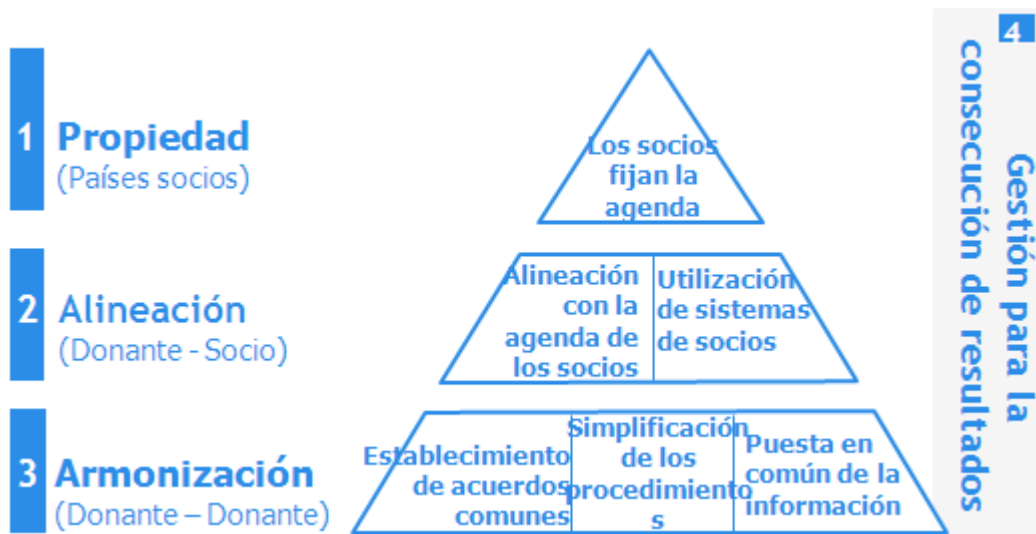 1
Propiedad
(Países socios)
Los socios
fijan la
agenda
2
Alineación
(Donante - Socio)
Alineación
con la
agenda de
los socios
Utilización
de sistemas
de socios
3
Armonización
(Donante – Donante)
Establecimiento
de acuerdos
comunes
Simplificación
de los
procedimiento
s
Puesta en
común de la
información
4
Gestión para la
consecución de resultados